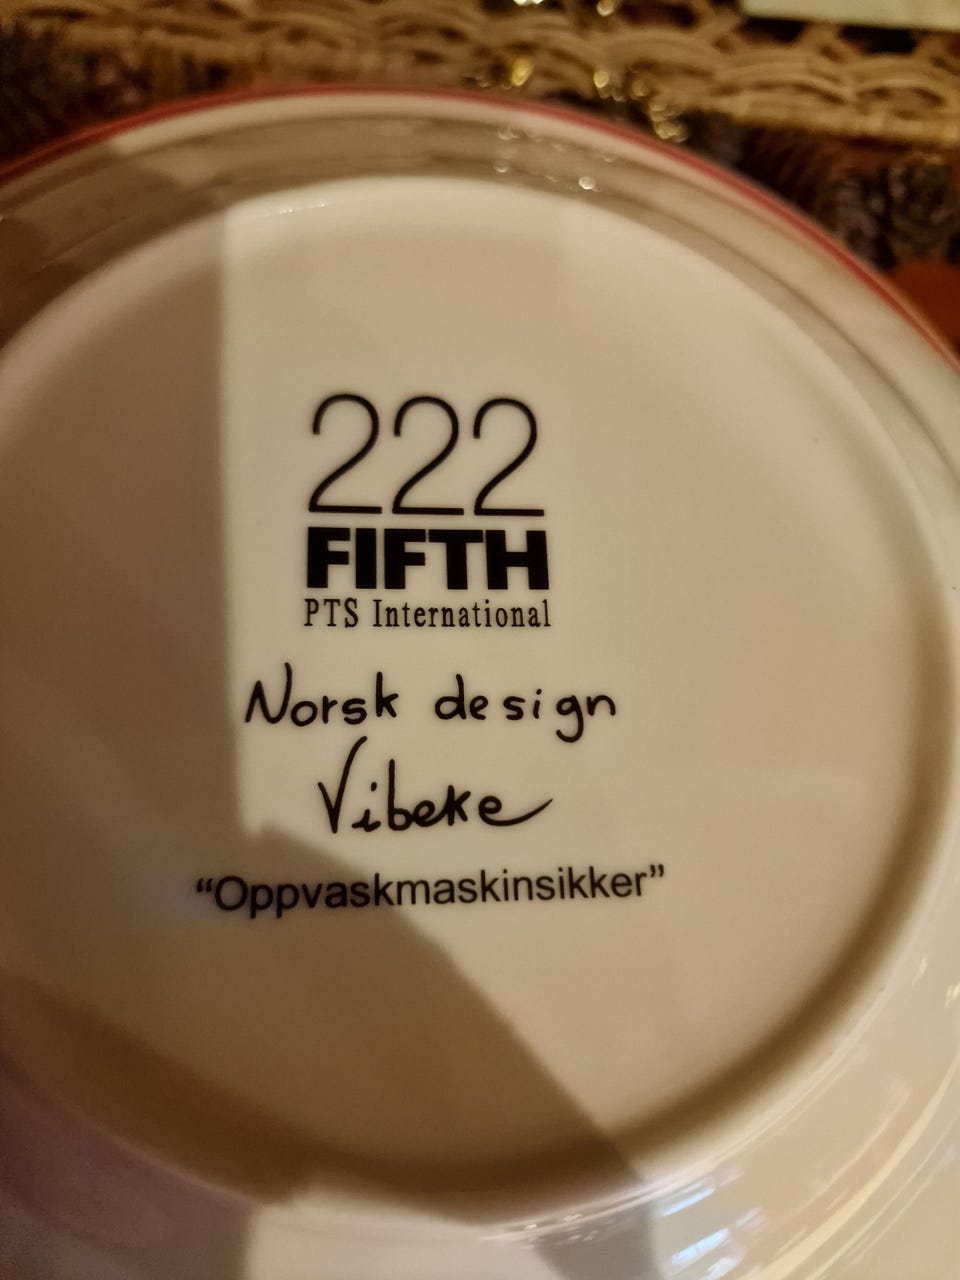 222
FIFTH
PTS International
Norsk design
Vibeke
“Oppvaskmaskinsikker”